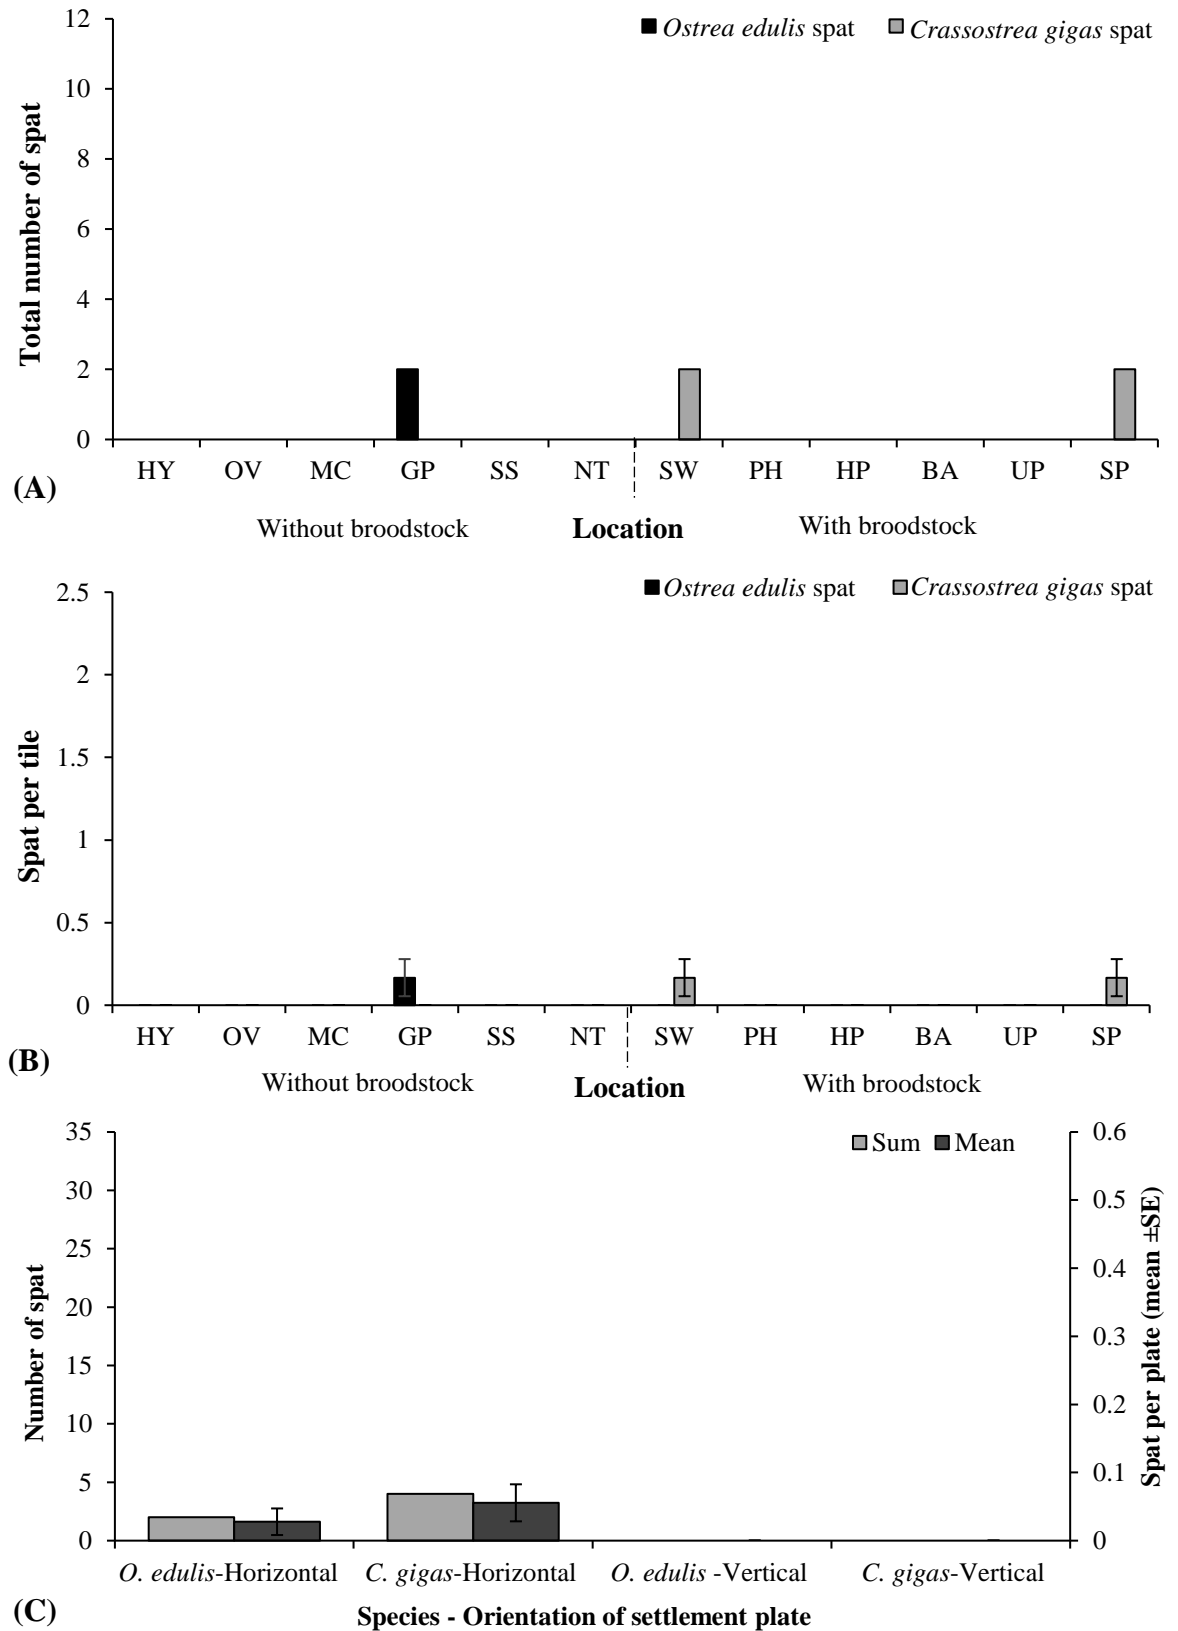 12
Ostrea edulis spat
Crassostrea gigas spat
10
8
6
4
2
0
Total number of spat
HY OV MC GP SS NT SW PH HP BA UP SP
(A)
Without broodstock Location With broodstock
2.5
Ostrea edulis spat
Crassostrea gigas spat
2
1.5
1
0.5
0
Spat per tile
HY OV MC GP SS NT SW PH HP BA UP SP
(B)
Without broodstock Location With broodstock
35
30
25
20
15
10
5
0
Number of spat
Sum Mean
0.6
0.5
0.4
0.3
0.2
0.1
0
Spat per plate (mean ±SE)
O. edulis-Horizontal C. gigas-Horizontal O. edulis -Vertical C. gigas-Vertical
(C)
Species - Orientation of settlement plate